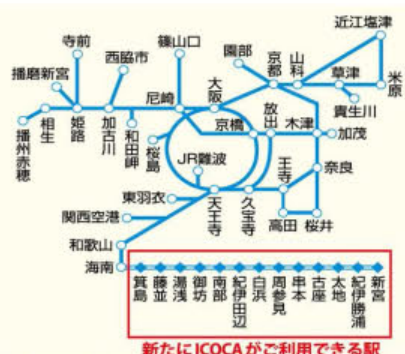 近江塩津
寺前
西脇市
篠山口
園部
京都
山科
播磨新宮
大阪
草津
米原
尼崎
放出
貴生川
播州赤穂
相生
姫路
加古川
和田岬
桜島
京橋
木津
加茂
JR難波
王寺
奈良
東羽衣
関西空港
天王寺
久宝寺
高田
桜井
和歌山
海南
箕島
藤並
湯浅
御坊
南部
紀伊田辺
白浜
周参見
串本
古座
太地
紀伊勝浦
新宮
新たにICOCAがご利用できる駅